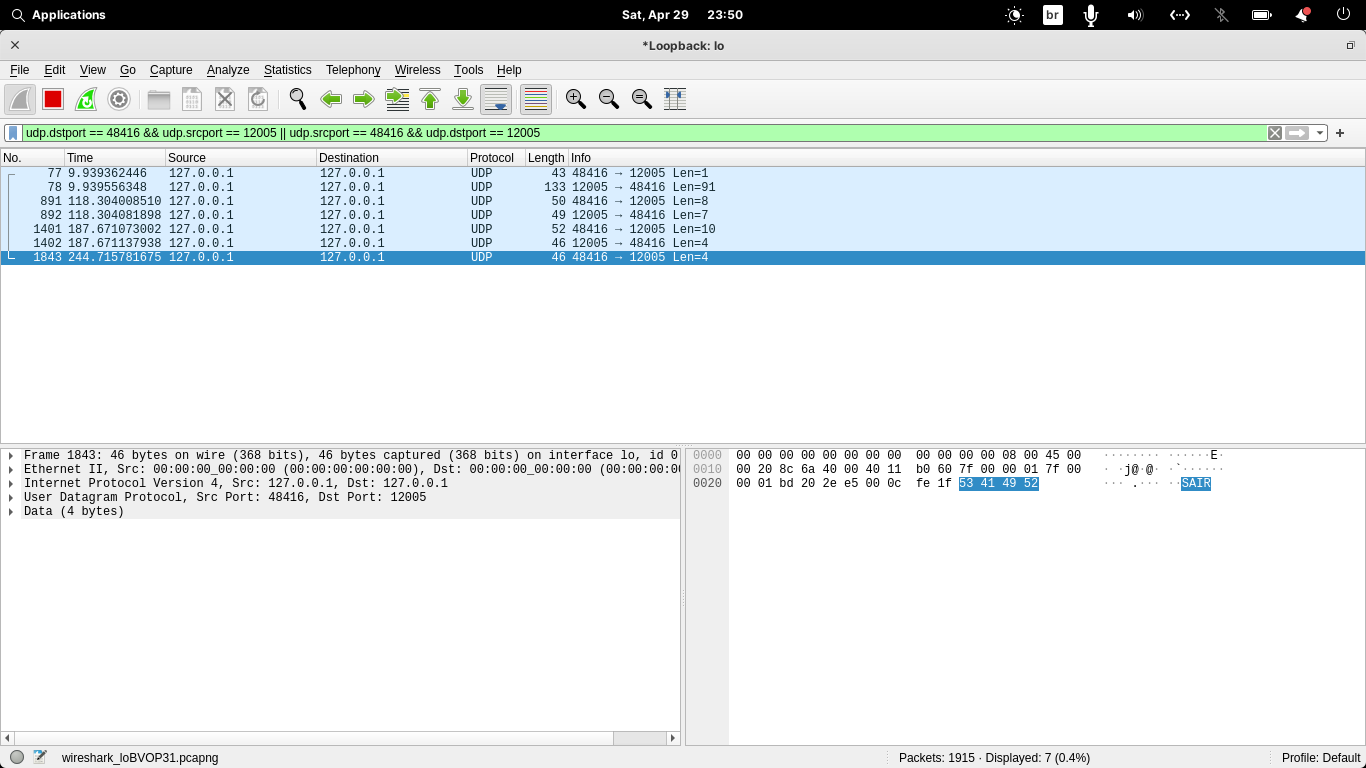 Applications
Sat, Apr 29 23:50
br
*Loopback: lo
File Edit View Go Capture Analyze Statistics Telephony Wireless Tools Help
udp.dstport == 48416 && udp.srcport == 12005 || udp.srcport == 48416 && udp.dstport == 12005
No. Time Source Destination Protocol Length Info
77 9.939362446 127.0.0.1 127.0.0.1 UDP 43 48416 → 12005 Len=1
78 9.939556348 127.0.0.1 127.0.0.1 UDP 133 12005 → 48416 Len=91
891 118.304008510 127.0.0.1 127.0.0.1 UDP 50 48416 → 12005 Len=8
892 118.304081898 127.0.0.1 127.0.0.1 UDP 49 12005 → 48416 Len=7
1401 187.671073002 127.0.0.1 127.0.0.1 UDP 52 48416 → 12005 Len=10
1402 187.671137938 127.0.0.1 127.0.0.1 UDP 46 12005 → 48416 Len=4
1843 244.715781675 127.0.0.1 127.0.0.1 UDP 46 48416 → 12005 Len=4
Frame 1843: 46 bytes on wire (368 bits), 46 bytes captured (368 bits) on interface lo, id 0
Ethernet II, Src: 00:00:00_00:00:00 (00:00:00:00:00:00), Dst: 00:00:00_00:00:00 (00:00:00:00
Internet Protocol Version 4, Src: 127.0.0.1, Dst: 127.0.0.1
User Datagram Protocol, Src Port: 48416, Dst Port: 12005
Data (4 bytes)
0000 00 00 00 00 00 00 00 00 00 00 00 00 08 00 45 00 ········ ······E·
0010 00 20 8c 6a 40 00 40 11 b0 60 7f 00 00 01 7f 00 · ·j@·@· ·`······
0020 00 01 bd 20 2e e5 00 0c fe 1f 53 41 49 52 ··· .··· ··SAIR
wireshark_loBVOP31.pcapng
Packets: 1915 · Displayed: 7 (0.4%)
Profile: Default